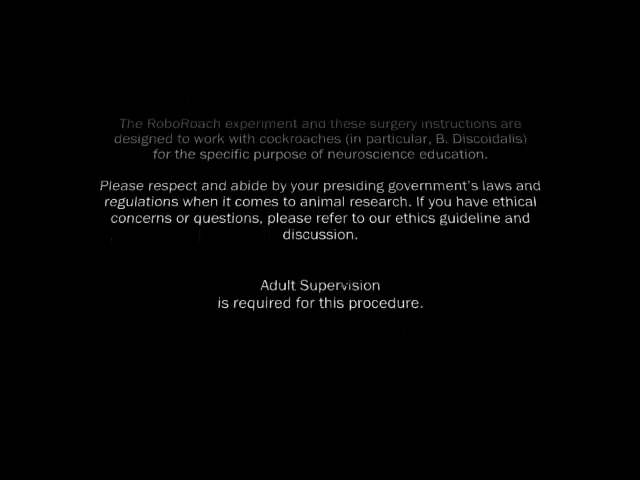 The RoboRoach experiment and these surgery instructions are
designed to work with cockroaches (in particular, B. Discoidalis)
for the specific purpose of neuroscience education.
Please respect and abide by your presiding government's laws and
regulations when it comes to animal research. If you have ethical
concerns or questions, please refer to our ethics guideline and
discussion.
Adult Supervision
is required for this procedure.